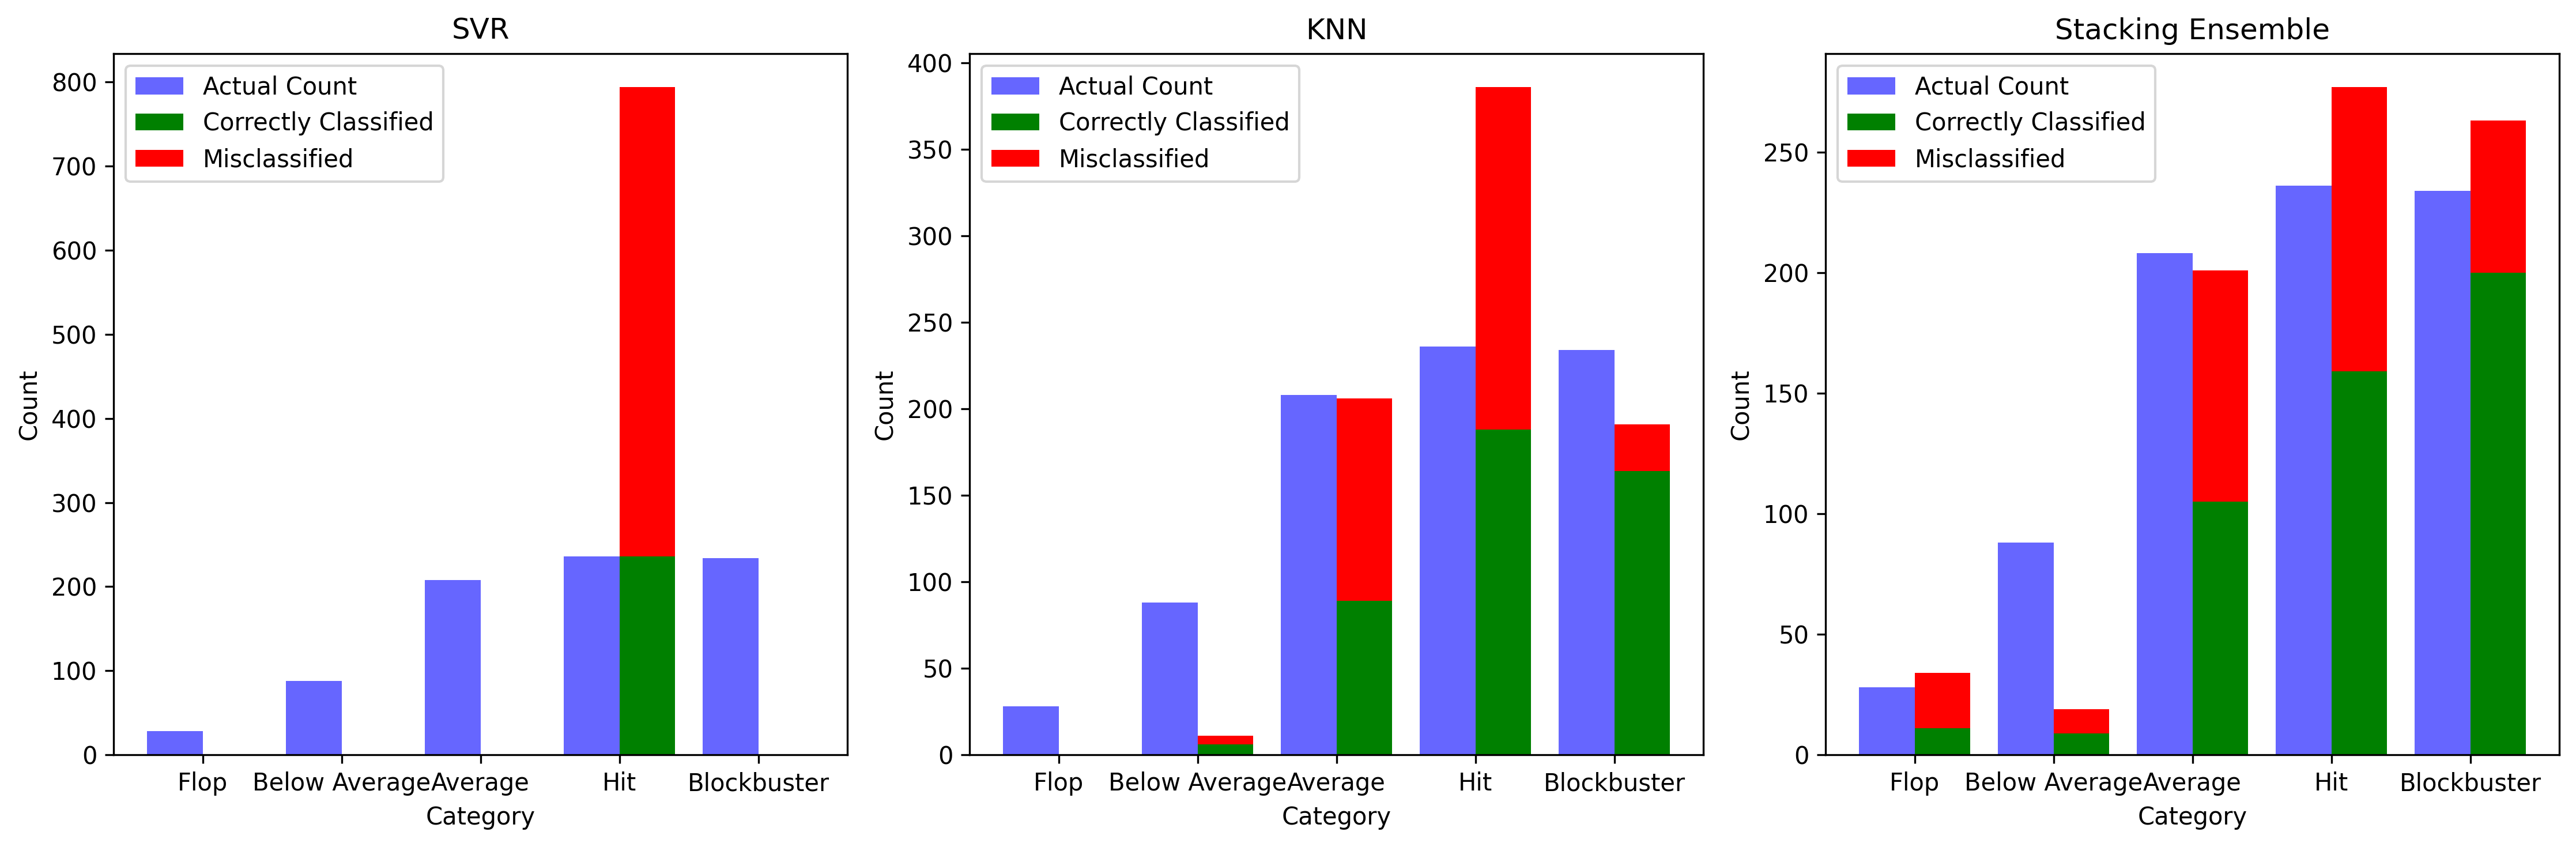 SVR
Actual Count
Correctly Classified
Misclassified
800
700
600
500
400
300
200
100
0
Count
Flop
Below Average
Average
Hit
Blockbuster
Category
KNN
Actual Count
Correctly Classified
Misclassified
400
350
300
250
200
150
100
50
0
Count
Flop
Below Average
Average
Hit
Blockbuster
Category
Stacking Ensemble
Actual Count
Correctly Classified
Misclassified
250
200
150
100
50
0
Count
Flop
Below Average
Average
Hit
Blockbuster
Category